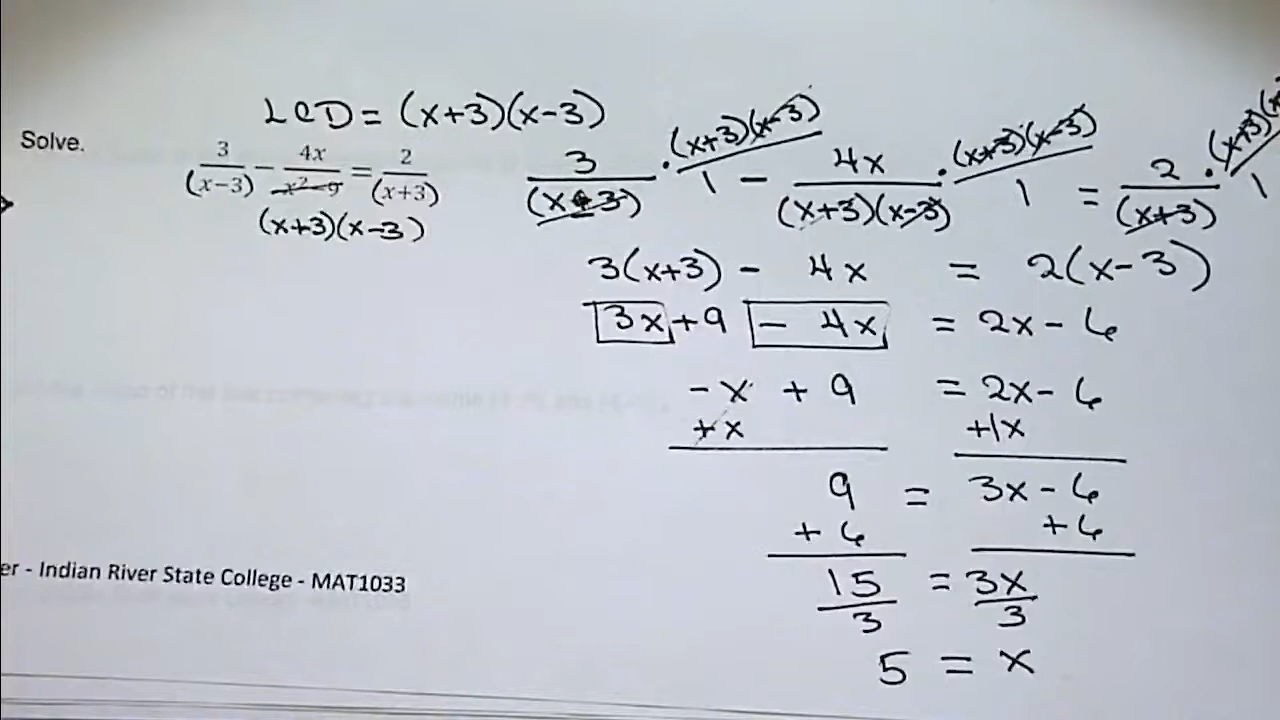 LCD = (x+3)(x-3)
Solve.
3/(x-3) - 4x/x²-9 = 2/(x+3)
(x+3)(x-3)
3/(x-3) · (x+3)(x-3)/1 - 4x/(x+3)(x-3) · (x+3)(x-3)/1 = 2/(x+3) · (x+3)(x
1
3(x+3) - 4x = 2(x-3)
3x +9 - 4x = 2x - 6
-x + 9 = 2x - 6
+x +1x
9 = 3x - 6
+ 6 +6
15/3 = 3x/3
5 = x
er - Indian River State College - MAT1033